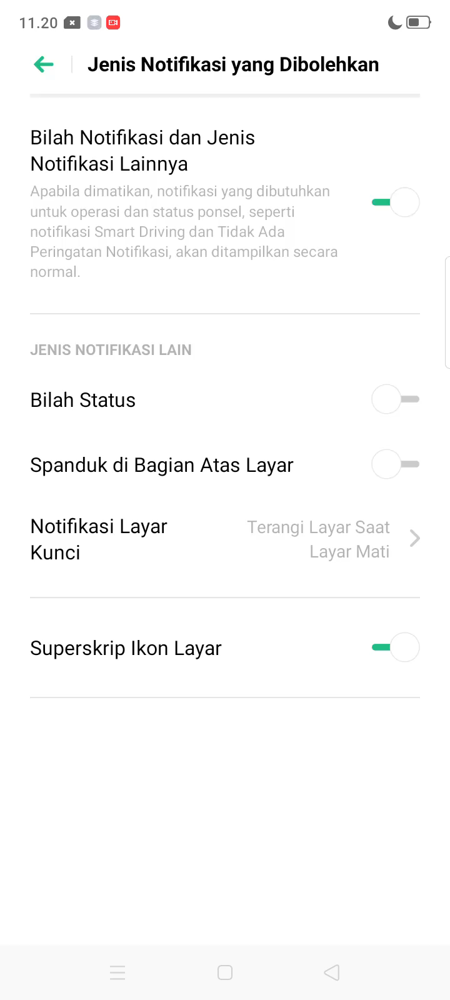 11.20
Jenis Notifikasi yang Dibolehkan
Bilah Notifikasi dan Jenis
Notifikasi Lainnya
Apabila dimatikan, notifikasi yang dibutuhkan
untuk operasi dan status ponsel, seperti
notifikasi Smart Driving dan Tidak Ada
Peringatan Notifikasi, akan ditampilkan secara
normal.
JENIS NOTIFIKASI LAIN
Bilah Status
Spanduk di Bagian Atas Layar
Notifikasi Layar
Kunci
Terangi Layar Saat
Layar Mati
Superskrip Ikon Layar